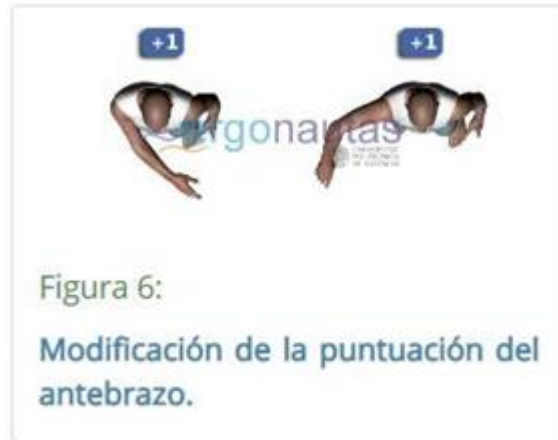 +1 +1
ergonautas
Figura 6:
Modificación de la puntuación del
antebrazo.